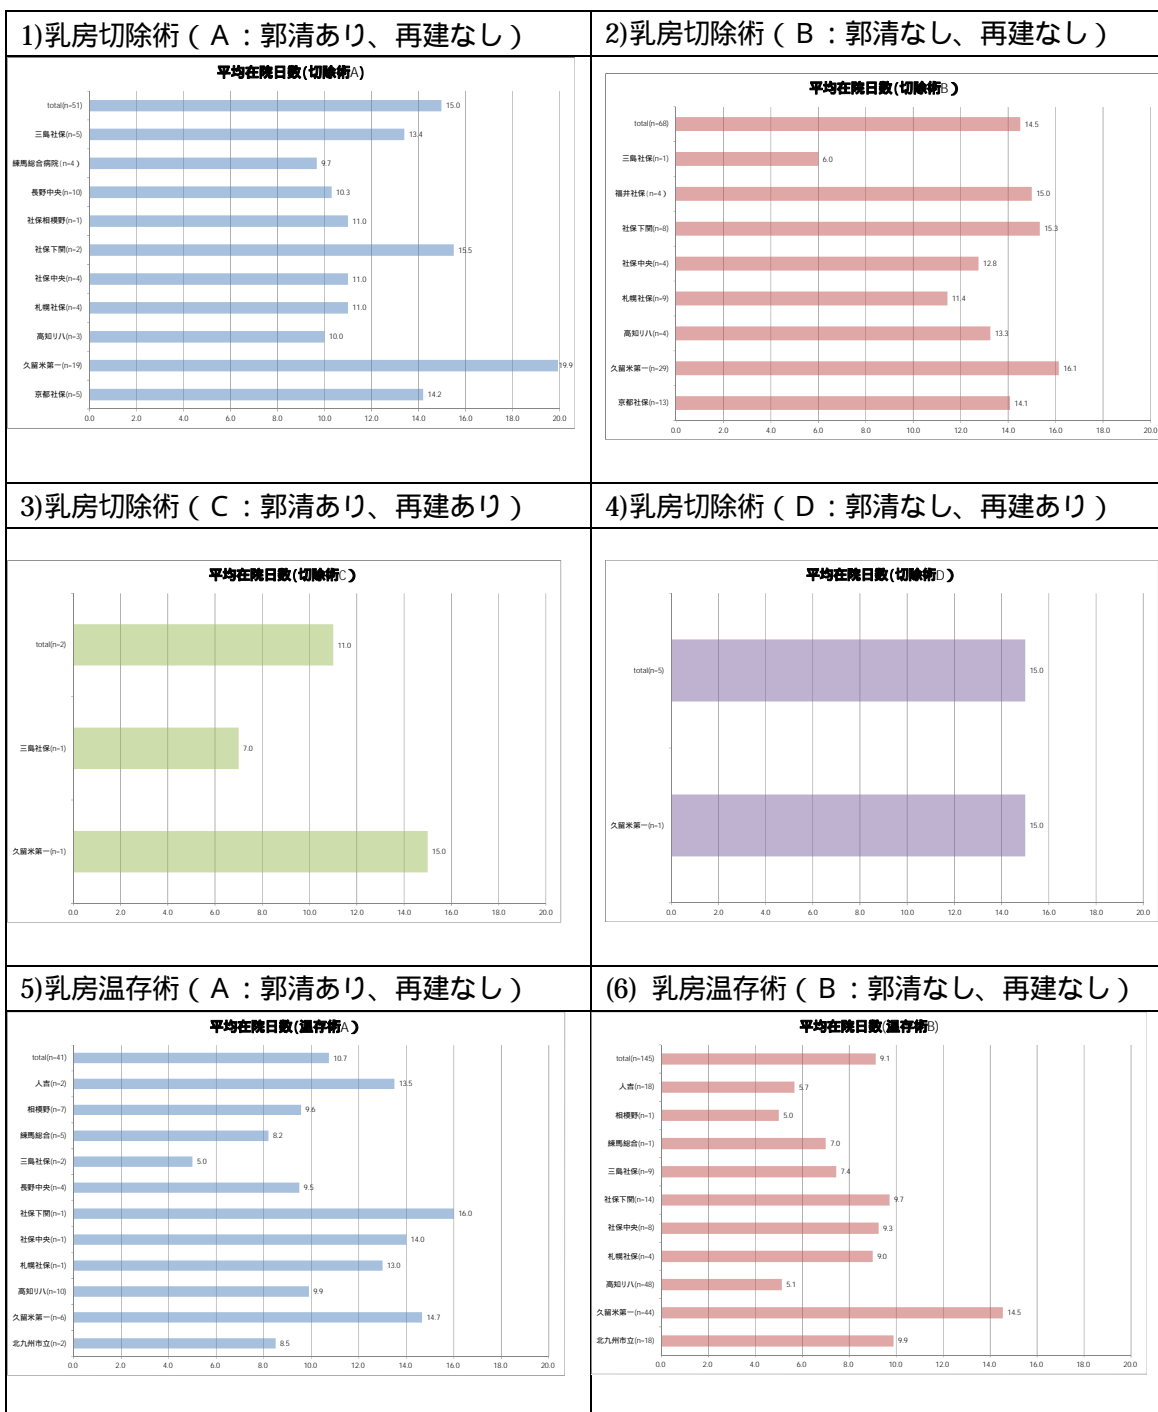 1)乳房切除術（Ａ：郭清あり、再建なし）
平均在院日数(切除術A)
total(n=51) 15.0
三島社保(n=5) 13.4
練馬総合病院(n=4) 9.7
長野中央(n=10) 10.3
社保相模野(n=1) 11.0
社保下関(n=2) 15.5
社保中央(n=4) 11.0
札幌社保(n=4) 11.0
高知リハ(n=3) 10.0
久留米第一(n=19) 19.9
京都社保(n=5) 14.2
0.0 2.0 4.0 6.0 8.0 10.0 12.0 14.0 16.0 18.0 20.0
2)乳房切除術（Ｂ：郭清なし、再建なし）
平均在院日数(切除術B)
total(n=68) 14.5
三島社保(n=1) 6.0
福井社保(n=4) 15.0
社保下関(n=8) 15.3
社保中央(n=4) 12.8
札幌社保(n=9) 11.4
高知リハ(n=4) 13.3
久留米第一(n=29) 16.1
京都社保(n=13) 14.1
0.0 2.0 4.0 6.0 8.0 10.0 12.0 14.0 16.0 18.0 20.0
3)乳房切除術（Ｃ：郭清あり、再建あり）
平均在院日数(切除術C)
total(n=2) 11.0
三島社保(n=1) 7.0
久留米第一(n=1) 15.0
0.0 2.0 4.0 6.0 8.0 10.0 12.0 14.0 16.0 18.0 20.0
4)乳房切除術（Ｄ：郭清なし、再建あり）
平均在院日数(切除術D)
total(n=5) 15.0
久留米第一(n=1) 15.0
0.0 2.0 4.0 6.0 8.0 10.0 12.0 14.0 16.0 18.0 20.0
5)乳房温存術（Ａ：郭清あり、再建なし）
平均在院日数(温存術A)
total(n=41) 10.7
人吉(n=2) 13.5
相模野(n=7) 9.6
練馬総合(n=5) 8.2
三島社保(n=2) 5.0
長野中央(n=4) 9.5
社保下関(n=1) 16.0
社保中央(n=1) 14.0
札幌社保(n=1) 13.0
高知リハ(n=10) 9.9
久留米第一(n=6) 14.7
北九州市立(n=2) 8.5
0.0 2.0 4.0 6.0 8.0 10.0 12.0 14.0 16.0 18.0 20.0
(6) 乳房温存術（Ｂ：郭清なし、再建なし）
平均在院日数(温存術B)
total(n=145) 9.1
人吉(n=18) 5.7
相模野(n=1) 5.0
練馬総合(n=1) 7.0
三島社保(n=9) 7.4
社保下関(n=14) 9.7
社保中央(n=8) 9.3
札幌社保(n=4) 9.0
高知リハ(n=48) 5.1
久留米第一(n=44) 14.5
北九州市立(n=18) 9.9
0.0 2.0 4.0 6.0 8.0 10.0 12.0 14.0 16.0 18.0 20.0